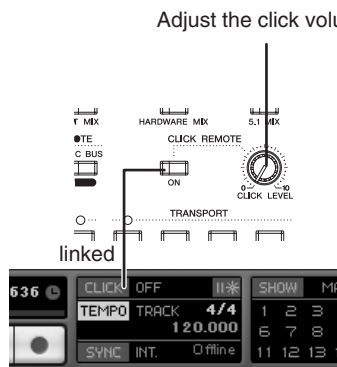 Adjust the click
MIX
HARDWARE MIX
5.1 MIX
CLICK REMOTE
BUS
ON
0
10
CLICK LEVEL
TRANSPORT
linked
636
CLICK OFF
SHOW
TEMPO TRACK 4/4
1 2 3
120.000
6 7 8
SYNC INT. Offline
11 12 13